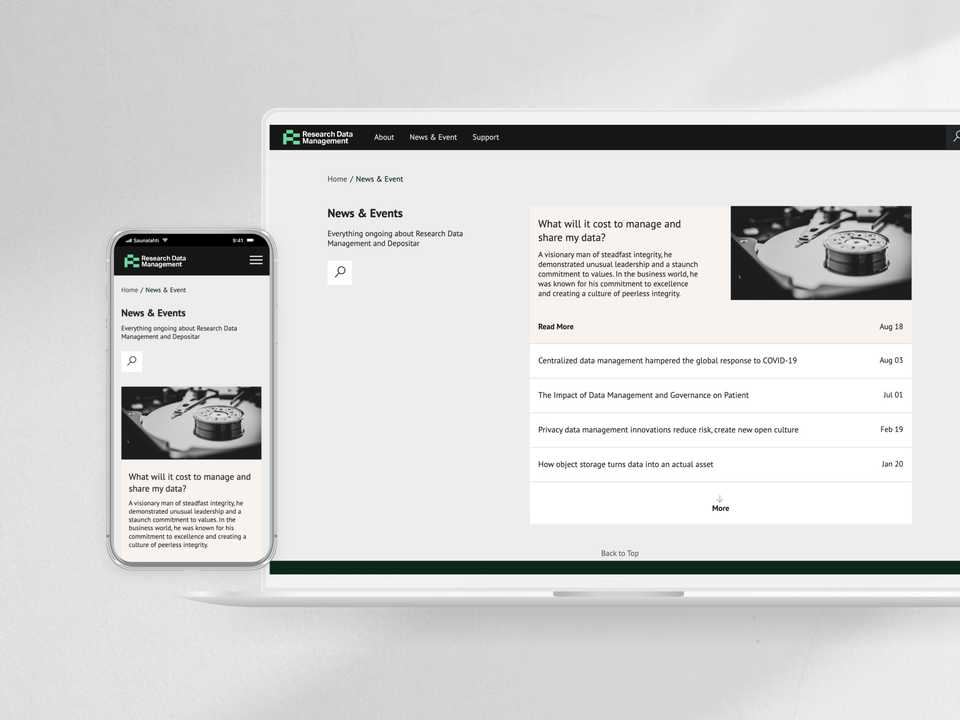 Research Data
Management
About
News & Event
Support
Home / News & Event
News & Events
Everything ongoing about Research Data
Management and Depositar
What will it cost to manage and
share my data?
A visionary man of steadfast integrity, he
demonstrated unusual leadership and a staunch
commitment to values. In the business world, he
was known for his commitment to excellence
and creating a culture of peerless integrity.
Read More
Aug 18
Centralized data management hampered the global response to COVID-19
Aug 03
The Impact of Data Management and Governance on Patient
Jul 01
Privacy data management innovations reduce risk, create new open culture
Feb 19
How object storage turns data into an actual asset
Jan 20
More
Back to Top
Saunalahti
9:41
Research Data
Management
Home / News & Event
News & Events
Everything ongoing about Research Data
Management and Depositar
What will it cost to manage and
share my data?
A visionary man of steadfast integrity, he
demonstrated unusual leadership and a
staunch commitment to values. In the
business world, he was known for his
commitment to excellence and creating a
culture of peerless integrity.